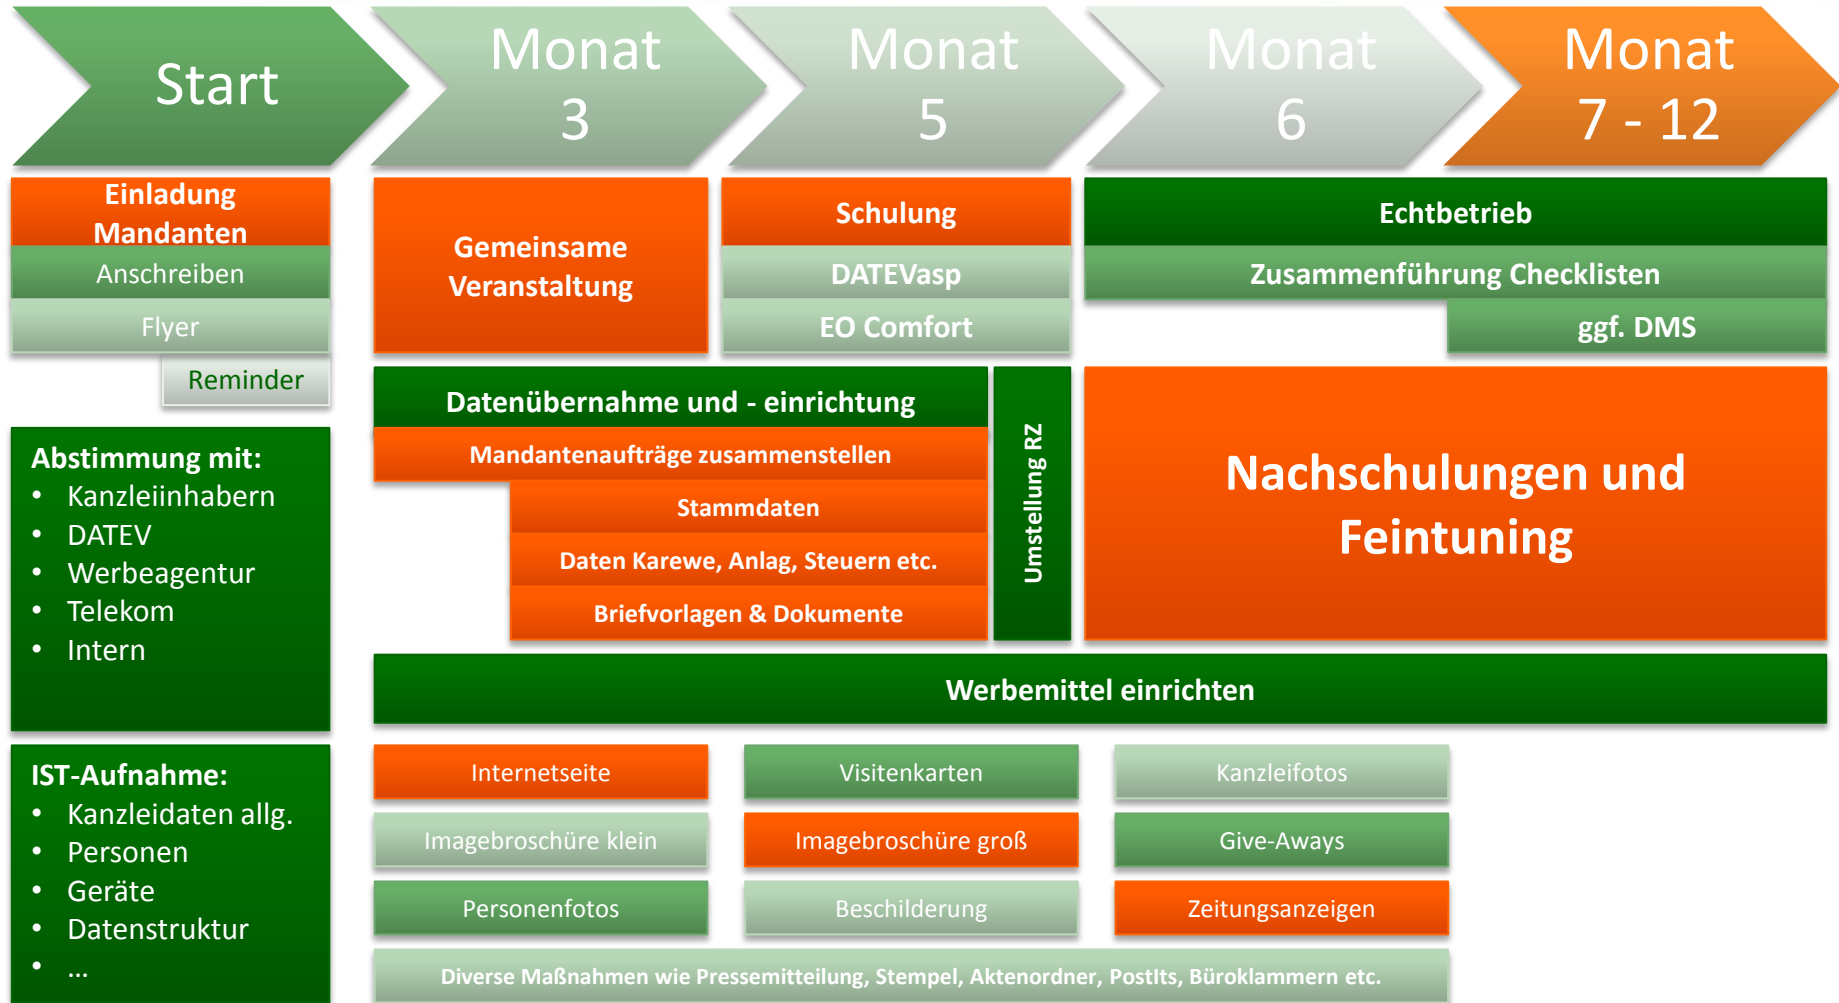 Start
Monat
3
Monat
5
Monat
6
Monat
7 - 12
Einladung
Mandanten
Anschreiben
Flyer
Reminder
Gemeinsame
Veranstaltung
Schulung
DATEVasp
EO Comfort
Echtbetrieb
Zusammenführung Checklisten
ggf. DMS
Abstimmung mit:
• Kanzleiinhabern
• DATEV
• Werbeagentur
• Telekom
• Intern
Datenübernahme und - einrichtung
Mandantenaufträge zusammenstellen
Stammdaten
Daten Karewe, Anlag, Steuern etc.
Briefvorlagen & Dokumente
Umstellung RZ
Nachschulungen und
Feintuning
Werbemittel einrichten
IST-Aufnahme:
• Kanzleidaten allg.
• Personen
• Geräte
• Datenstruktur
• ...
Internetseite
Visitenkarten
Kanzleifotos
Imagebroschüre klein
Imagebroschüre groß
Give-Aways
Personenfotos
Beschilderung
Zeitungsanzeigen
Diverse Maßnahmen wie Pressemitteilung, Stempel, Aktenordner, PostIts, Büroklammern etc.